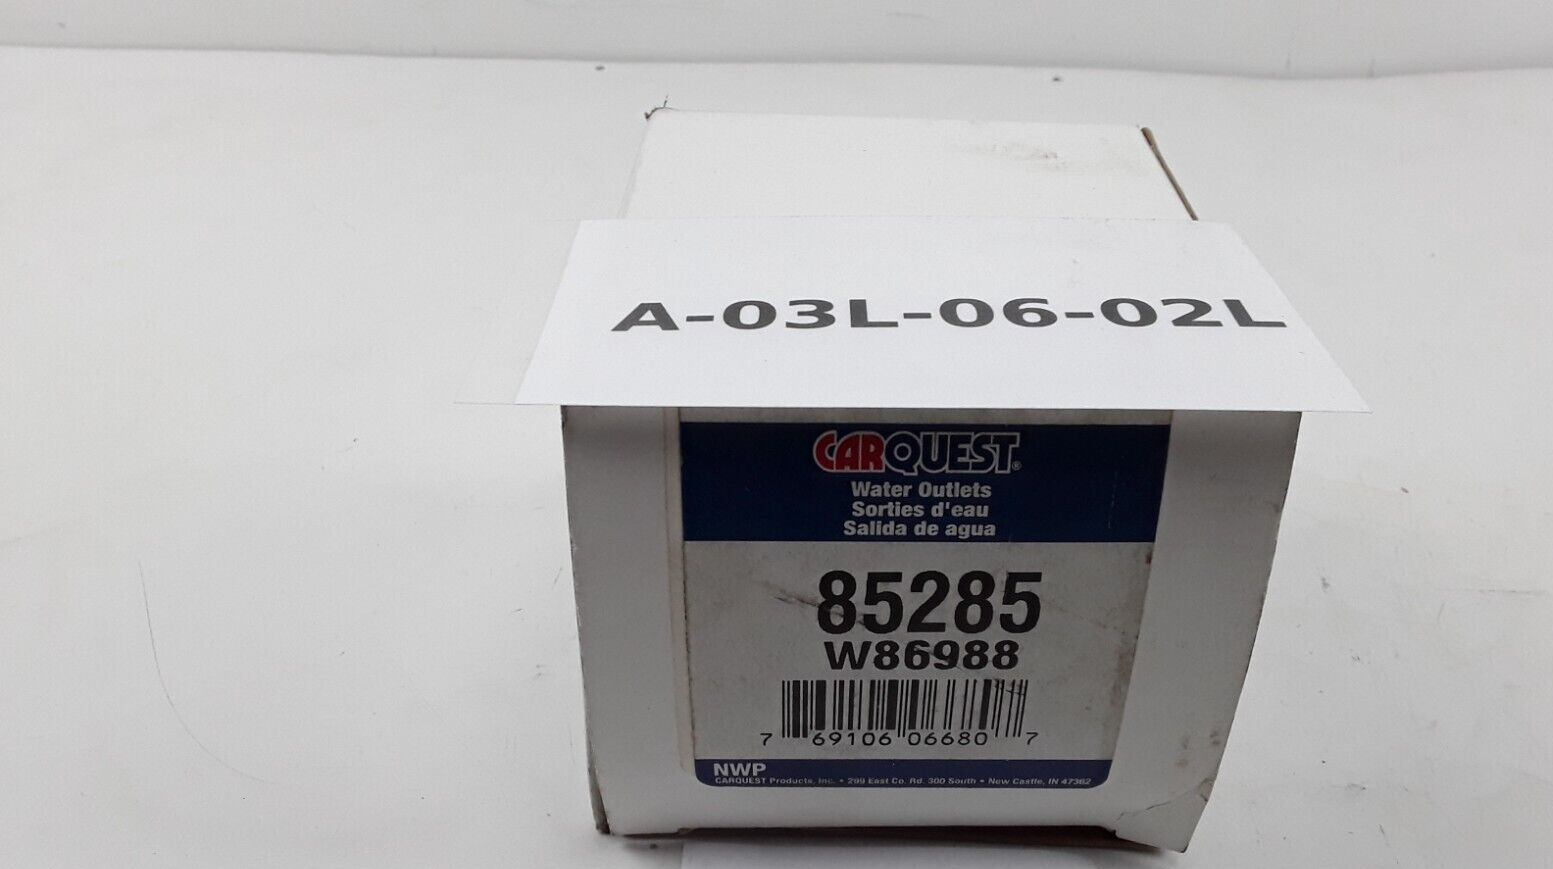 A-03L-06-02L
CARQUEST®
Water Outlets
Sorties d'eau
Salida de agua
85285
W86988
7 69106 06680 7
NWP
CARQUEST Products, Inc. • 299 East Co. Rd. 300 South • New Castle, IN 47362